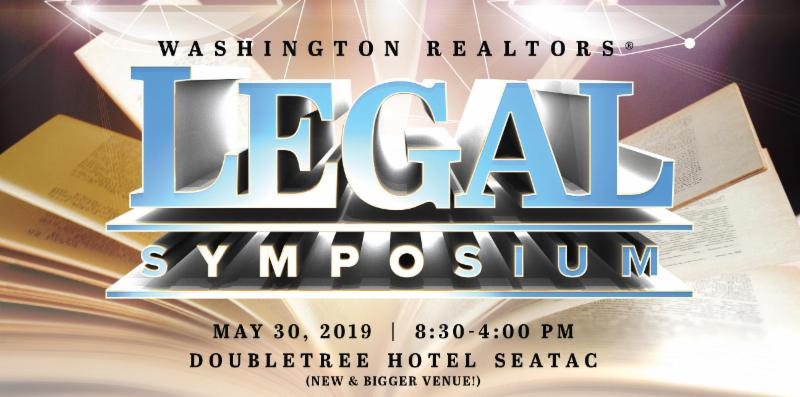 WASHINGTON REALTORS®
LEGAL
SYMPOSIUM
MAY 30, 2019 | 8:30-4:00 PM
DOUBLETREE HOTEL SEATAC
(NEW & BIGGER VENUE!)